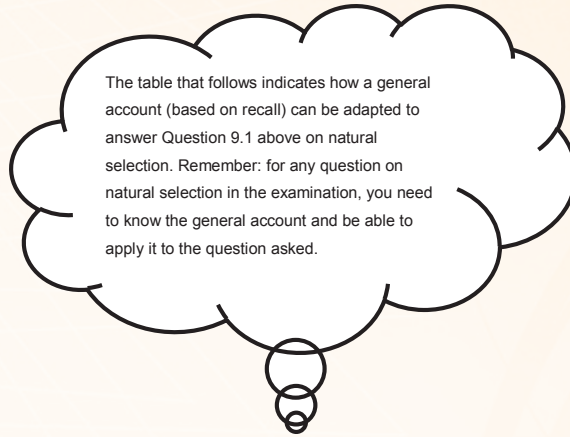 The table that follows indicates how a general
account (based on recall) can be adapted to
answer Question 9.1 above on natural
selection. Remember: for any question on
natural selection in the examination, you need
to know the general account and be able to
apply it to the question asked.